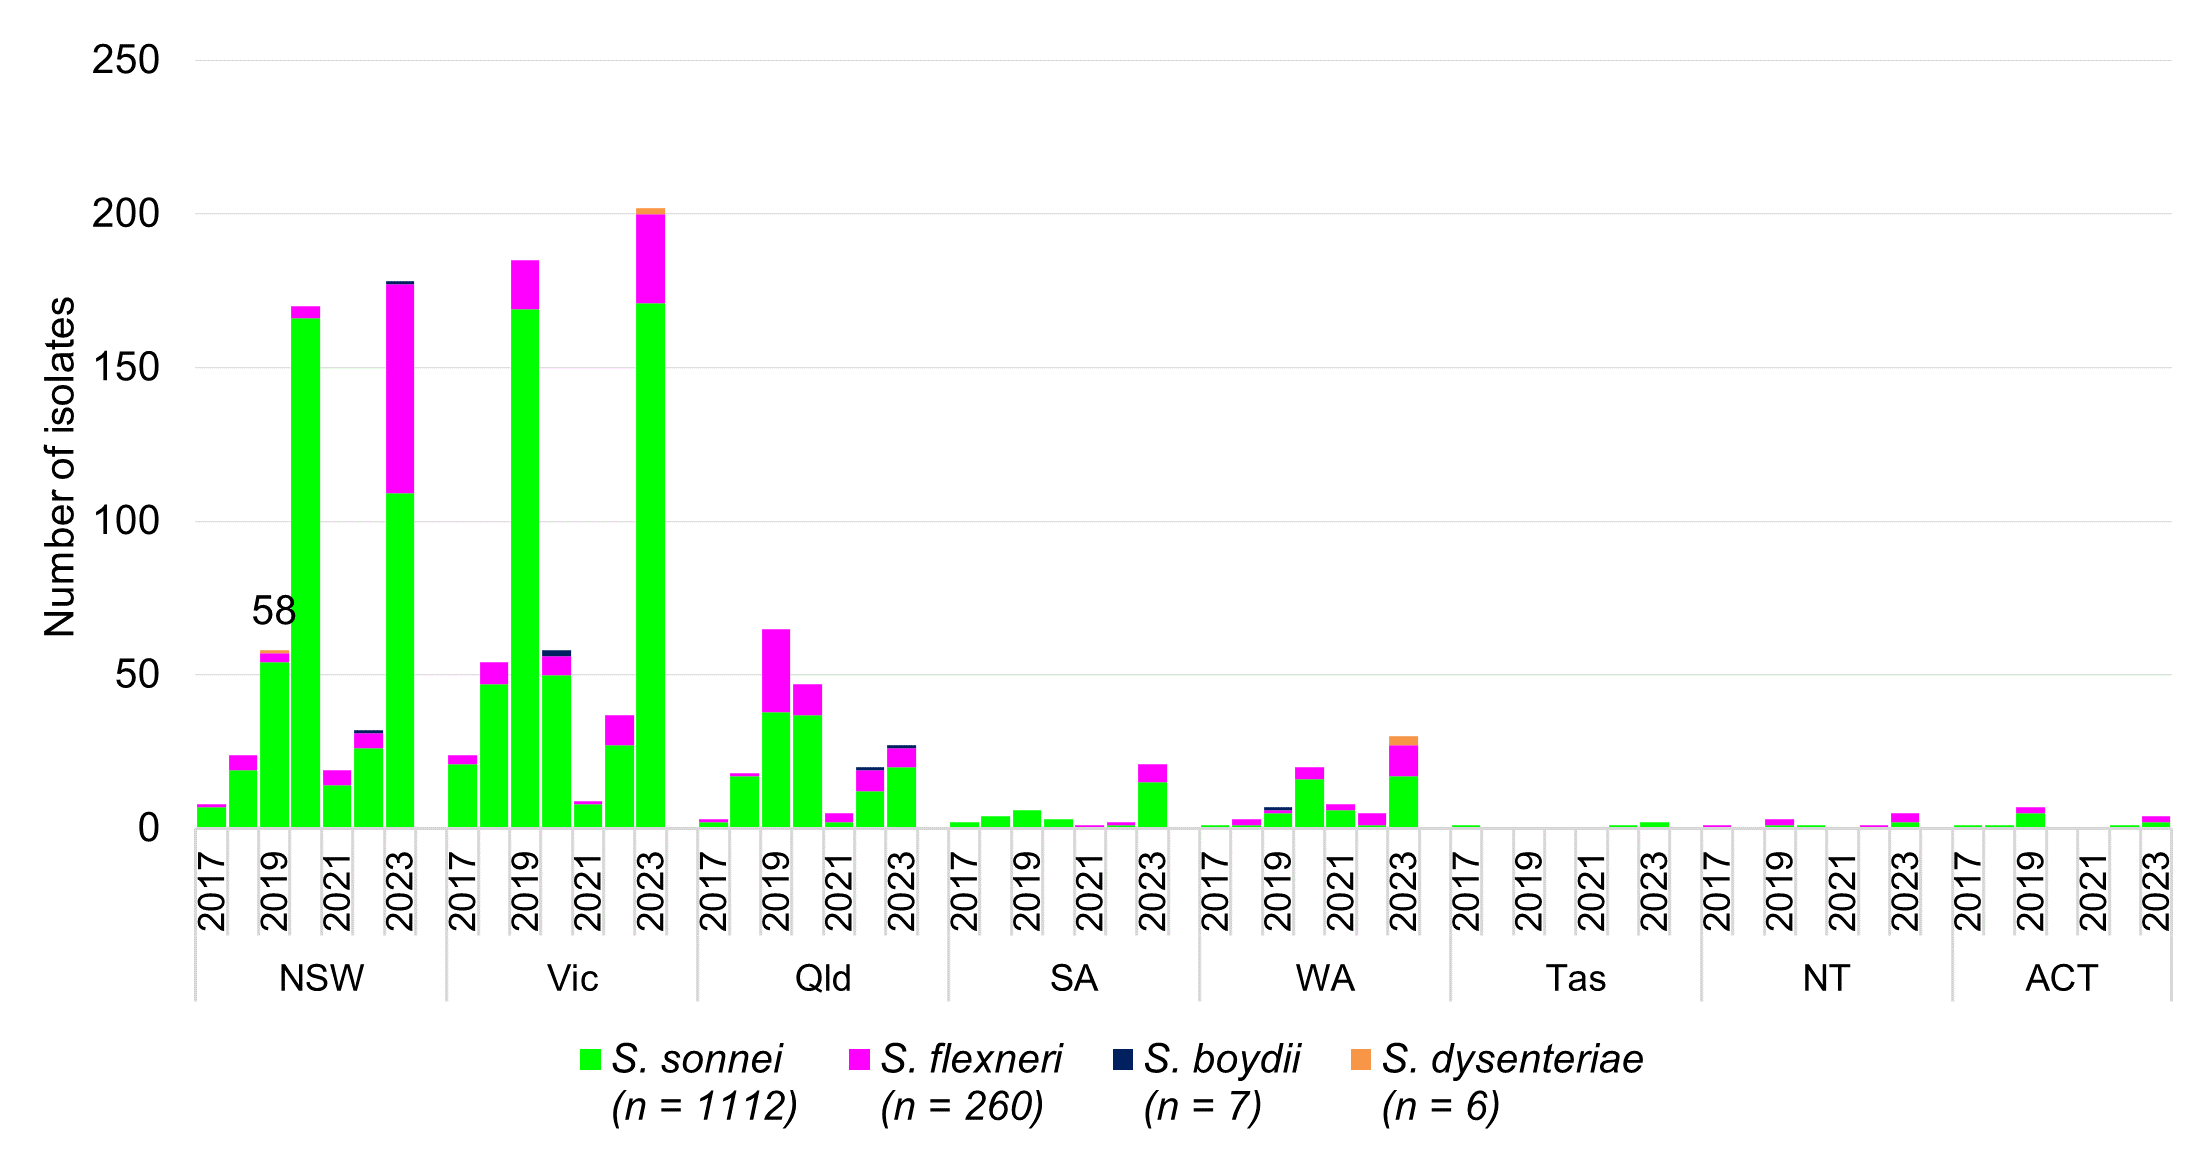 250
200
150
100
50
0
Number of isolates
58
2017 2019 2021 2023 2017 2019 2021 2023 2017 2019 2021 2023 2017 2019 2021 2023 2017 2019 2021 2023 2017 2019 2021 2023 2017 2019 2021 2023 2017 2019 2021 2023
NSW Vic Qld SA WA Tas NT ACT
S. sonnei S. flexneri S. boydii S. dysenteriae
(n = 1112) (n = 260) (n = 7) (n = 6)